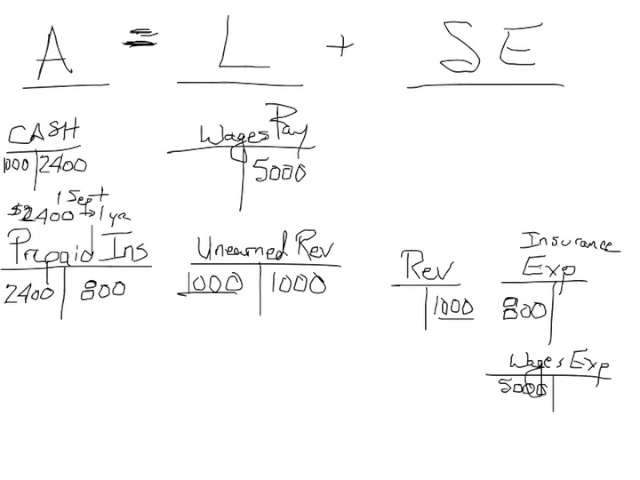 A = L + SE
CASH
1000 2400
Wages Pay
5000
1 Sept
$2400 → 1 yr
Prepaid Ins
2400 800
Unearned Rev
1000 1000
Rev
1000
Insurance
Exp
800
Wages Exp
5000